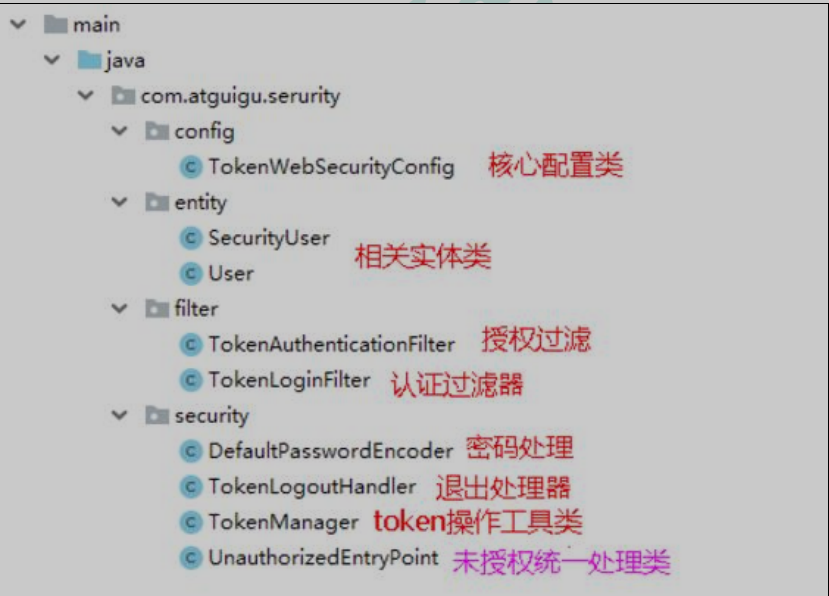 main
java
com.atguigu.serurity
config
TokenWebSecurityConfig 核心配置类
entity
SecurityUser
相关实体类
User
filter
TokenAuthenticationFilter 授权过滤
TokenLoginFilter 认证过滤器
security
DefaultPasswordEncoder 密码处理
TokenLogoutHandler 退出处理器
TokenManager token操作工具类
UnauthorizedEntryPoint 未授权统一处理类